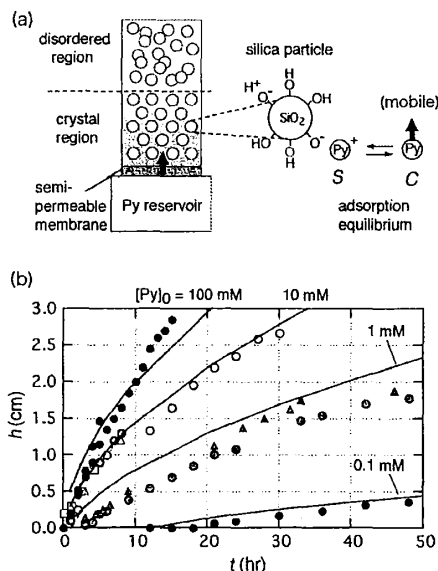 (a)
disordered region
crystal region
semi-permeable membrane
Py reservoir
silica particle
H⁺
O⁻
H
O
OH
SiO₂
HO
O
H
O⁻
Py⁺
S
(mobile)
Py
C
adsorption equilibrium
(b)
[Py]₀ = 100 mM
10 mM
1 mM
0.1 mM
h (cm)
3.0
2.5
2.0
1.5
1.0
0.5
0.0
0
10
20
30
40
50
t (hr)